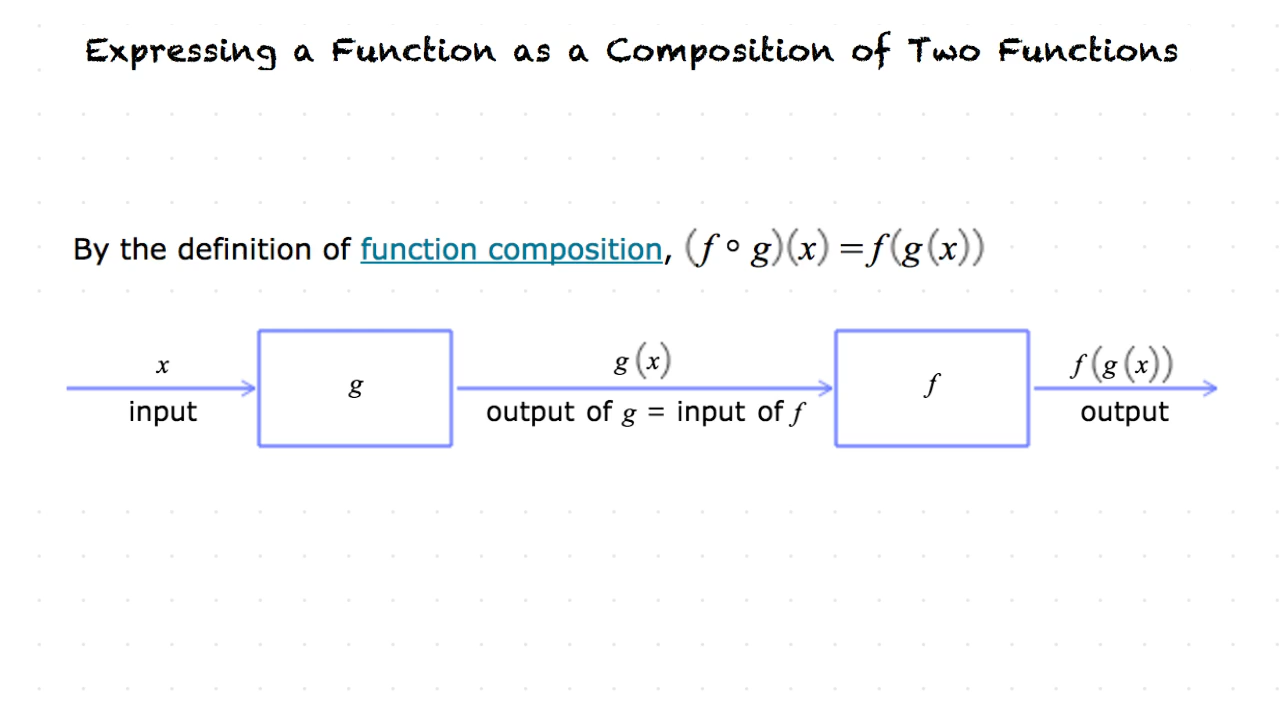 Expressing a Function as a Composition of Two Functions
By the definition of function composition, (f ∘ g)(x) = f(g(x))
x
input
g
g(x)
output of g = input of f
f
f(g(x))
output